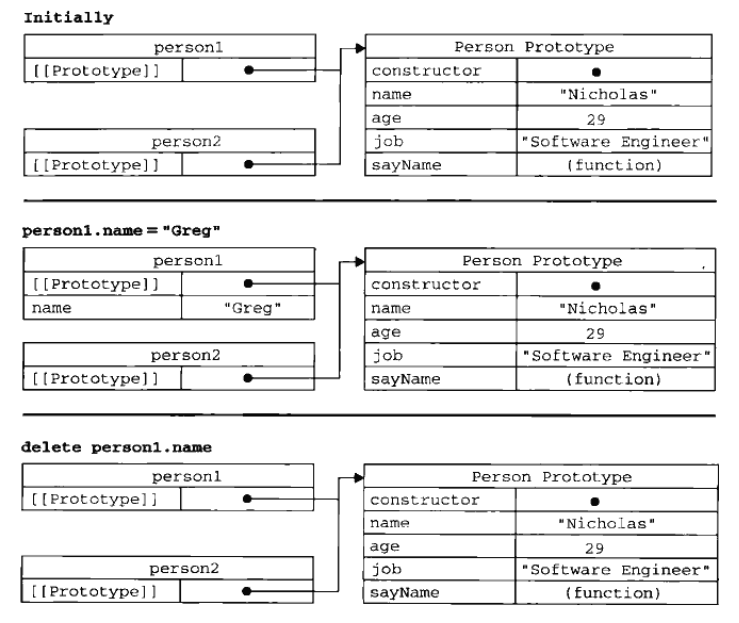 Initially
person1
[[Prototype]]
person2
[[Prototype]]
Person Prototype
constructor
name "Nicholas"
age 29
job "Software Engineer"
sayName (function)
person1.name = "Greg"
person1
[[Prototype]]
name "Greg"
person2
[[Prototype]]
Person Prototype
constructor
name "Nicholas"
age 29
job "Software Engineer"
sayName (function)
delete person1.name
person1
[[Prototype]]
person2
[[Prototype]]
Person Prototype
constructor
name "Nicholas"
age 29
job "Software Engineer"
sayName (function)